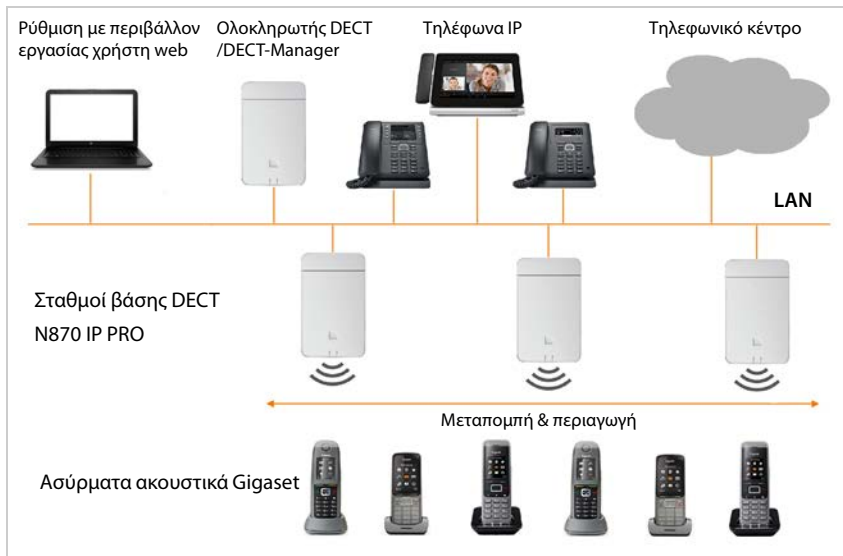 Ρύθμιση με περιβάλλον
εργασίας χρήστη web
Ολοκληρωτής DECT
/DECT-Manager
Τηλέφωνα IP
Τηλεφωνικό κέντρο
LAN
Σταθμοί βάσης DECT
N870 IP PRO
Μεταπομπή & περιαγωγή
Ασύρματα ακουστικά Gigaset